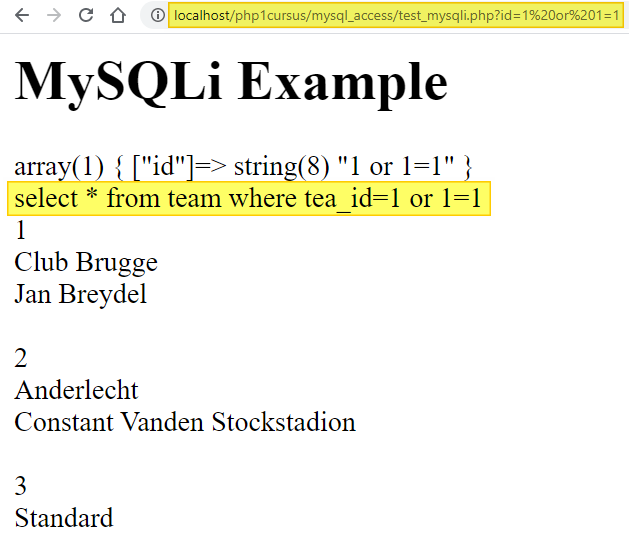 localhost/php1cursus/mysql_access/test_mysqli.php?id=1%20or%201=1
MySQLi Example
array(1) { ["id"]=> string(8) "1 or 1=1" }
select * from team where tea_id=1 or 1=1
1
Club Brugge
Jan Breydel
2
Anderlecht
Constant Vanden Stockstadion
3
Standard